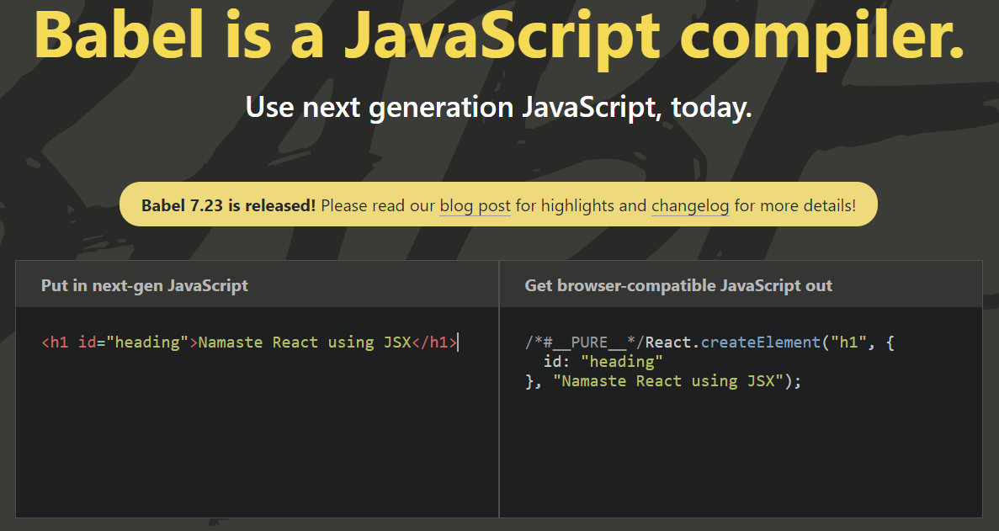 Babel is a JavaScript compiler.
Use next generation JavaScript, today.
Babel 7.23 is released! Please read our blog post for highlights and changelog for more details!
Put in next-gen JavaScript
<h1 id="heading">Namaste React using JSX</h1>
Get browser-compatible JavaScript out
/*#__PURE__*/React.createElement("h1", {
  id: "heading"
}, "Namaste React using JSX");